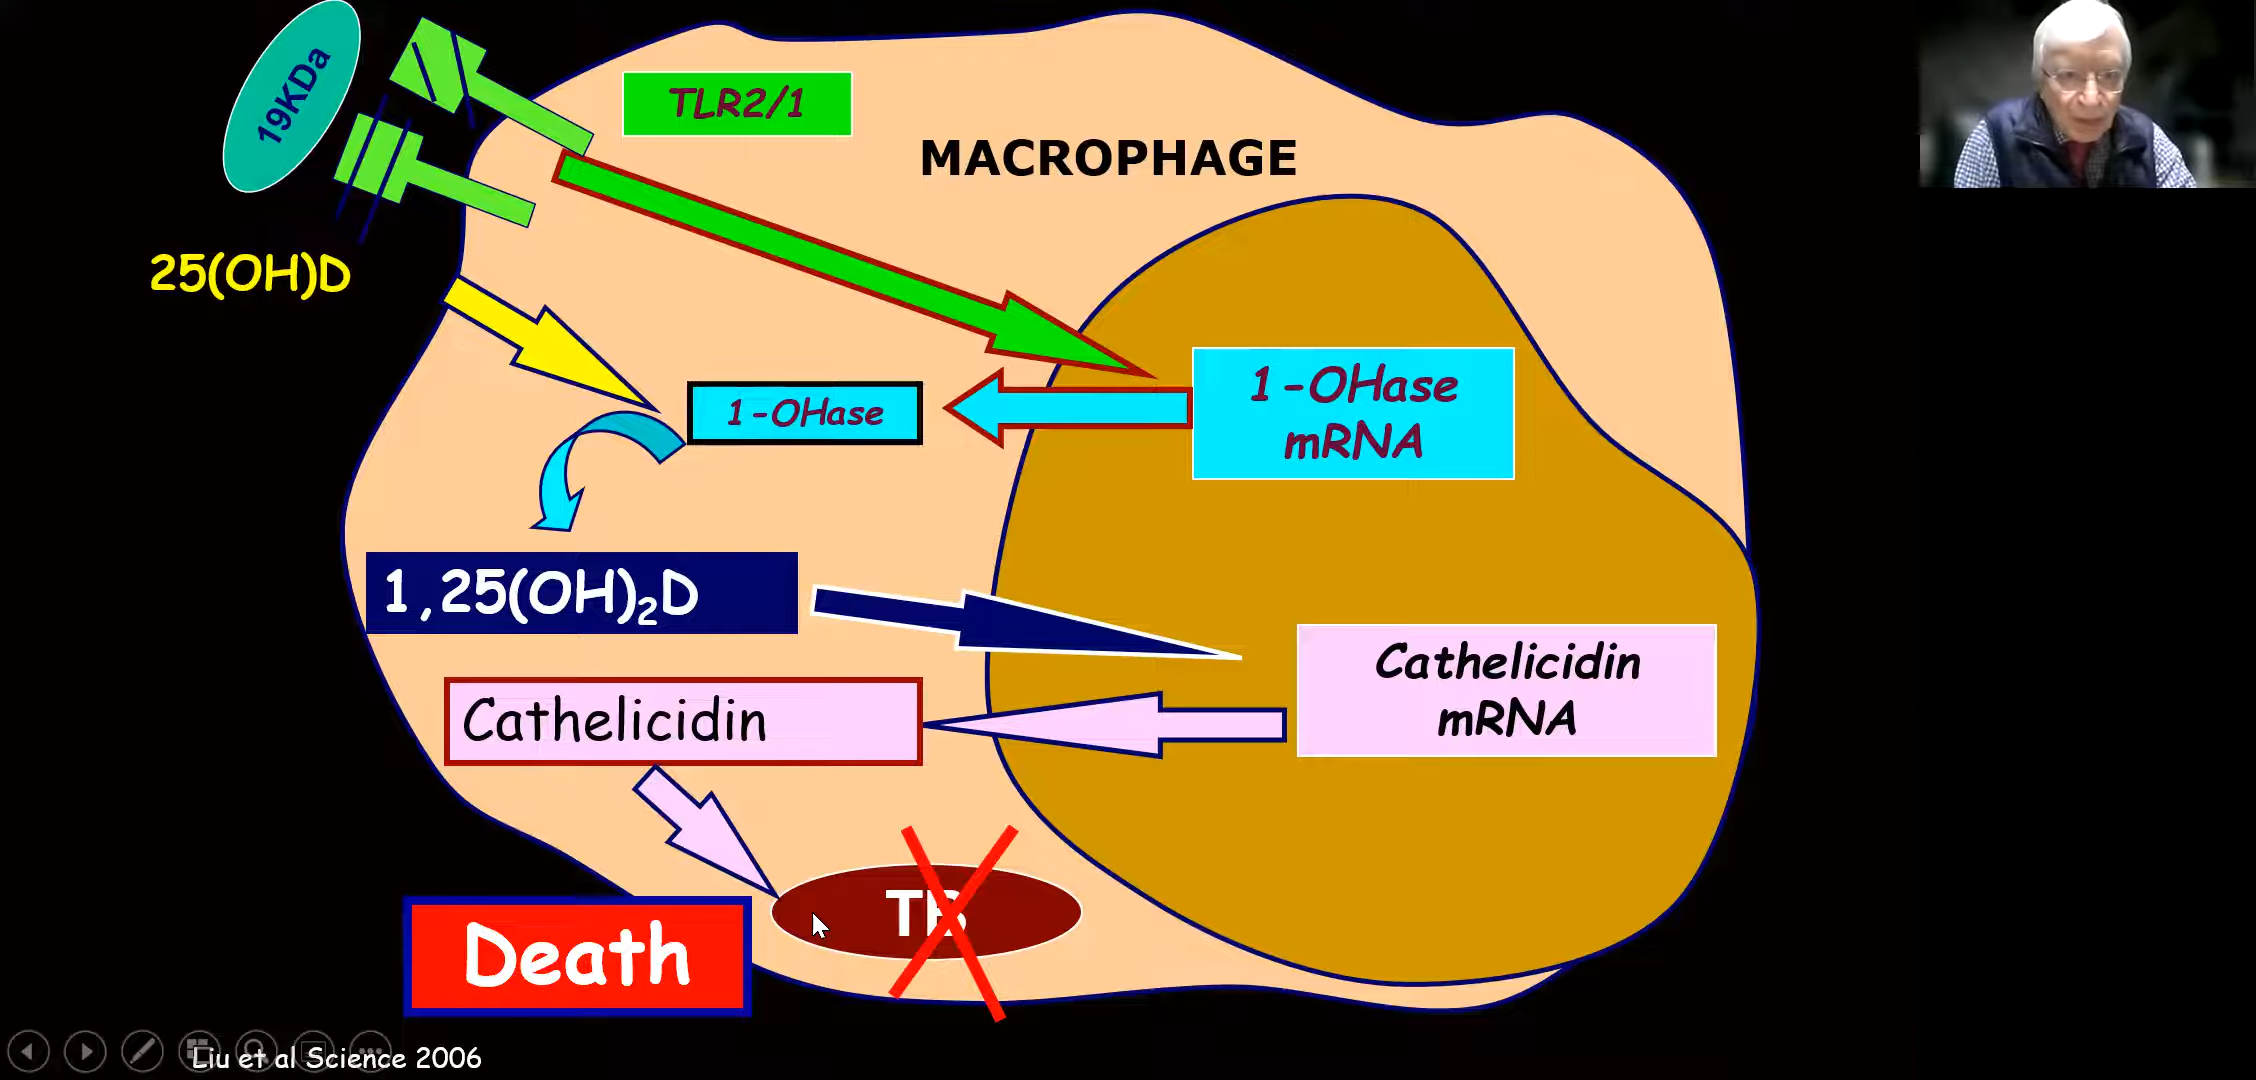 19KDa
TLR2/1
MACROPHAGE
25(OH)D
1-OHase
1-OHase
mRNA
1,25(OH)₂D
Cathelicidin
mRNA
Cathelicidin
TB
Death
Liu et al Science 2006